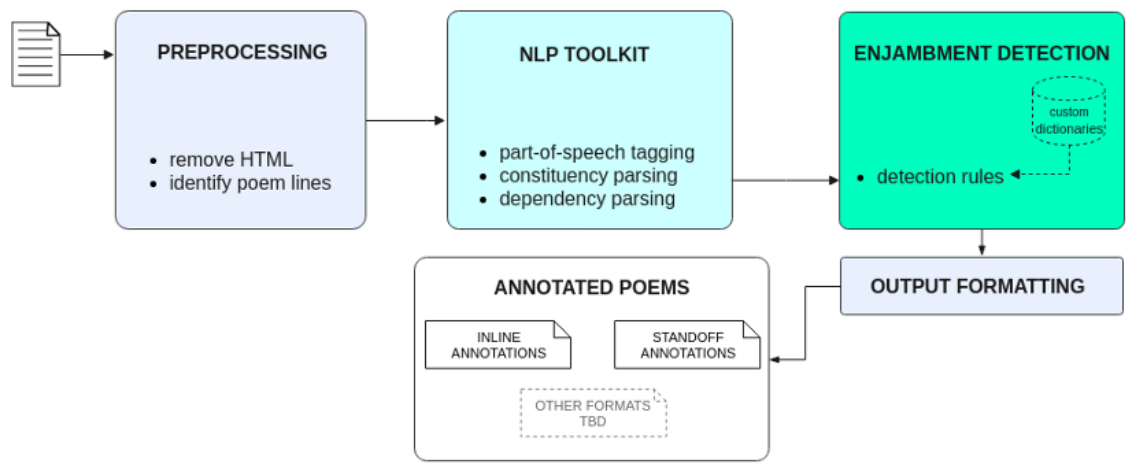 PREPROCESSING
• remove HTML
• identify poem lines
NLP TOOLKIT
• part-of-speech tagging
• constituency parsing
• dependency parsing
ENJAMBMENT DETECTION
custom
dictionaries
• detection rules
OUTPUT FORMATTING
ANNOTATED POEMS
INLINE
ANNOTATIONS
STANDOFF
ANNOTATIONS
OTHER FORMATS
TBD